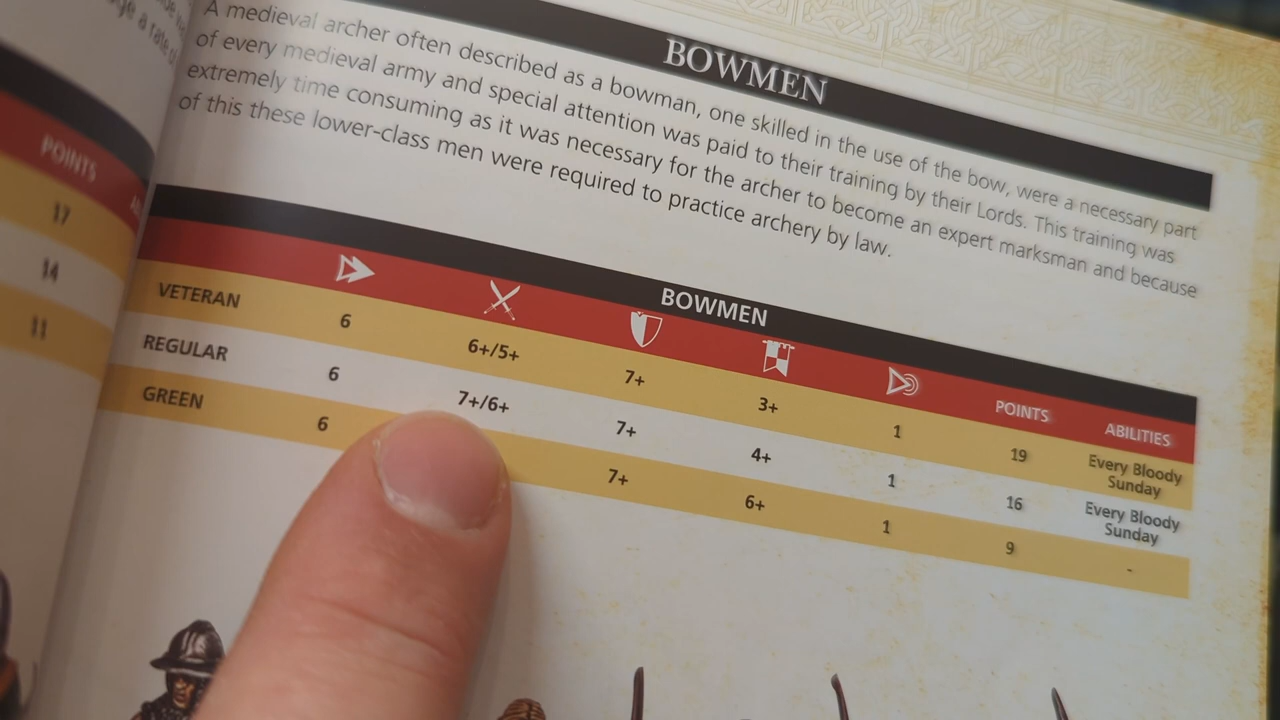 POINTS
17
14
11
BOWMEN
A medieval archer often described as a bowman, one skilled in the use of the bow, were a necessary part
of every medieval army and special attention was paid to their training by their Lords. This training was
extremely time consuming as it was necessary for the archer to become an expert marksman and because
of this these lower-class men were required to practice archery by law.
BOWMEN
POINTS ABILITIES
VETERAN 6 6+/5+ 7+ 3+ 1 19 Every Bloody
Sunday
REGULAR 6 7+/6+ 7+ 4+ 1 16 Every Bloody
Sunday
GREEN 6 7+ 6+ 1 9 -